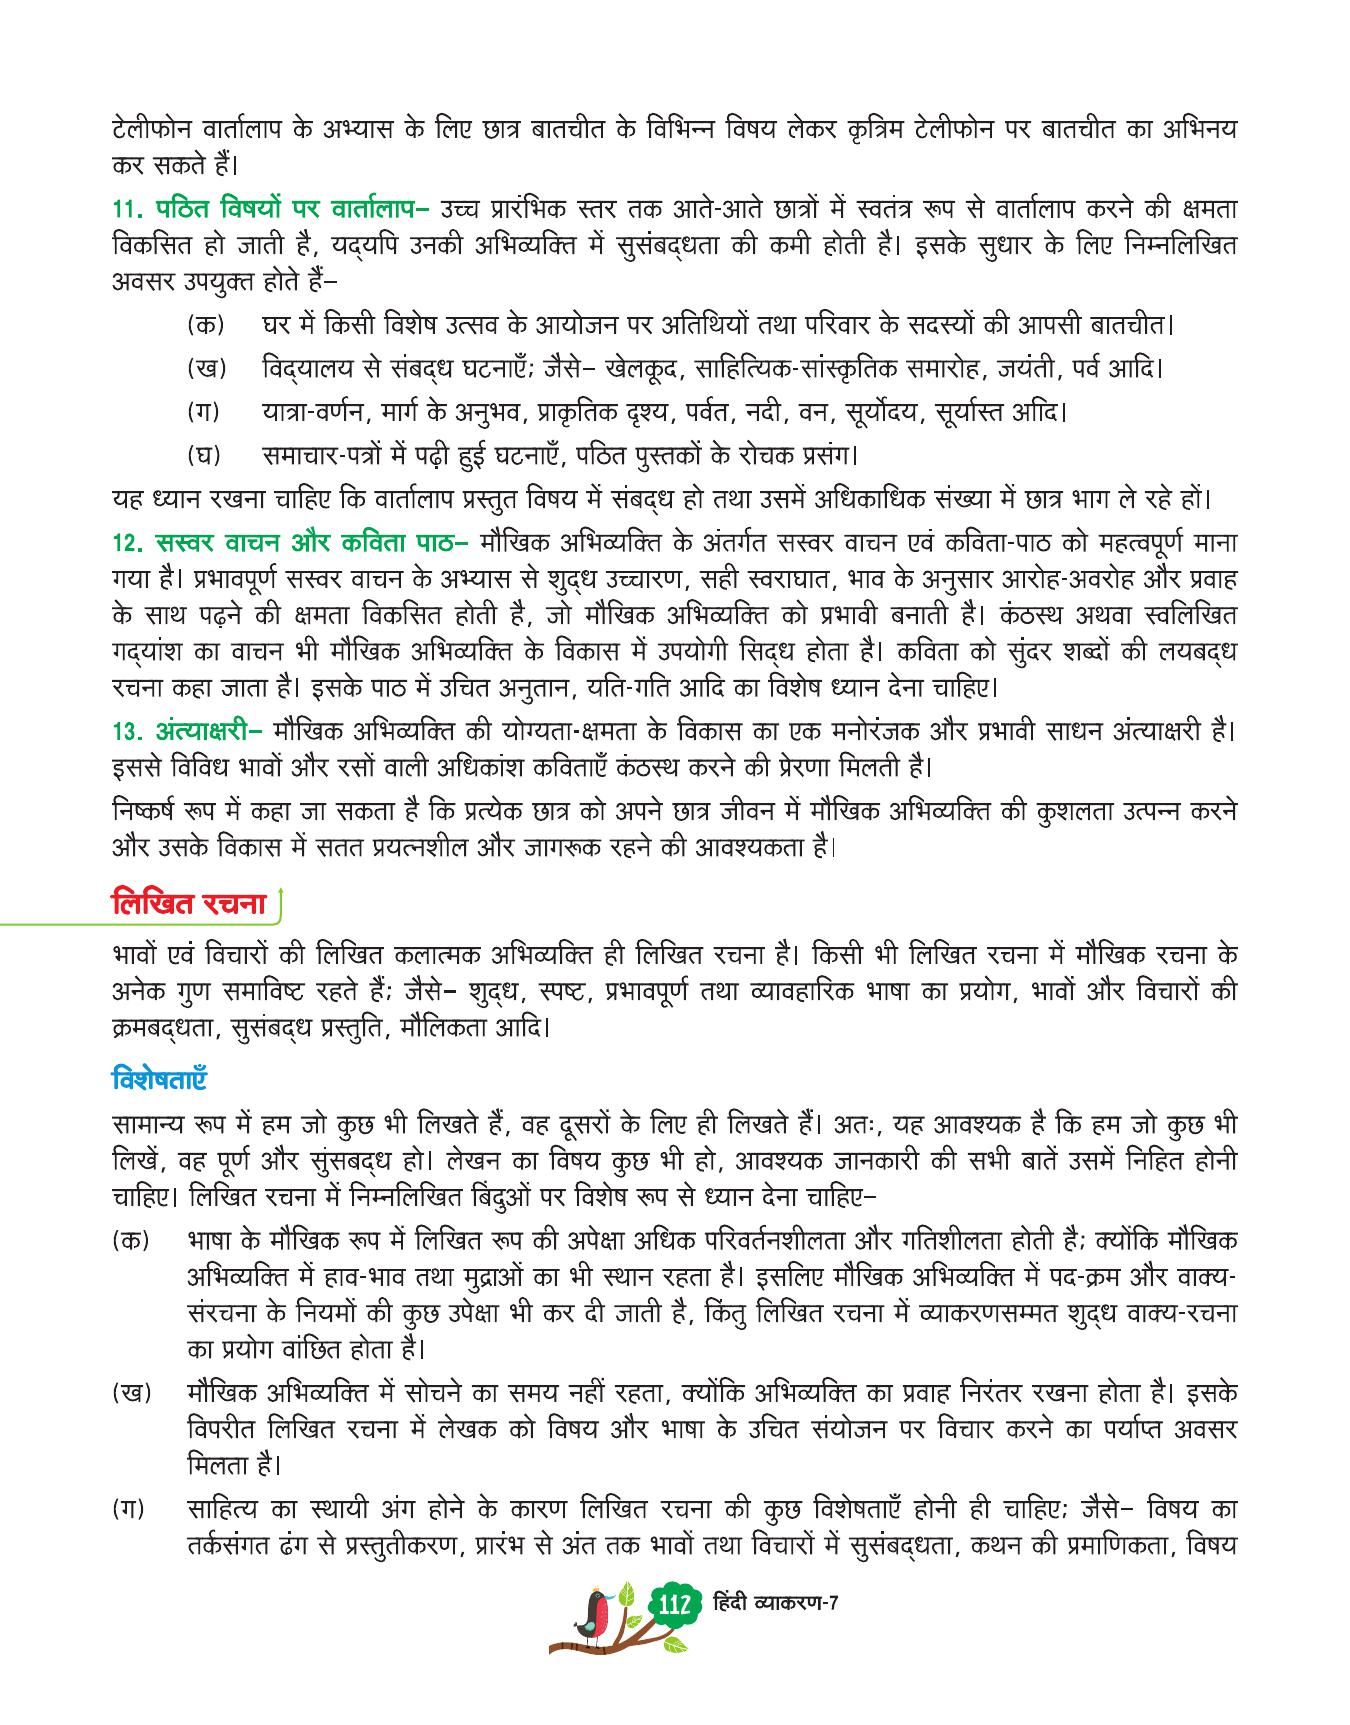 टेलीफोन वार्तालाप के अभ्यास के लिए छात्र बातचीत के विभिन्न विषय लेकर कृत्रिम टेलीफोन पर बातचीत का अभिनय
कर सकते हैं।
11. पठित विषयों पर वार्तालाप– उच्च प्रारंभिक स्तर तक आते-आते छात्रों में स्वतंत्र रूप से वार्तालाप करने की क्षमता
विकसित हो जाती है, यद्यपि उनकी अभिव्यक्ति में सुसंबद्धता की कमी होती है। इसके सुधार के लिए निम्नलिखित
अवसर उपयुक्त होते हैं–
(क) घर में किसी विशेष उत्सव के आयोजन पर अतिथियों तथा परिवार के सदस्यों की आपसी बातचीत।
(ख) विद्यालय से संबद्ध घटनाएँ; जैसे– खेलकूद, साहित्यिक-सांस्कृतिक समारोह, जयंती, पर्व आदि।
(ग) यात्रा-वर्णन, मार्ग के अनुभव, प्राकृतिक दृश्य, पर्वत, नदी, वन, सूर्योदय, सूर्यास्त आदि।
(घ) समाचार-पत्रों में पढ़ी हुई घटनाएँ, पठित पुस्तकों के रोचक प्रसंग।
यह ध्यान रखना चाहिए कि वार्तालाप प्रस्तुत विषय में संबद्ध हो तथा उसमें अधिकाधिक संख्या में छात्र भाग ले रहे हों।
12. सस्वर वाचन और कविता पाठ– मौखिक अभिव्यक्ति के अंतर्गत सस्वर वाचन एवं कविता-पाठ को महत्वपूर्ण माना
गया है। प्रभावपूर्ण सस्वर वाचन के अभ्यास से शुद्ध उच्चारण, सही स्वराघात, भाव के अनुसार आरोह-अवरोह और प्रवाह
के साथ पढ़ने की क्षमता विकसित होती है, जो मौखिक अभिव्यक्ति को प्रभावी बनाती है। कंठस्थ अथवा स्वलिखित
गद्यांश का वाचन भी मौखिक अभिव्यक्ति के विकास में उपयोगी सिद्ध होता है। कविता को सुंदर शब्दों की लयबद्ध
रचना कहा जाता है। इसके पाठ में उचित अनुतान, यति-गति आदि का विशेष ध्यान देना चाहिए।
13. अंत्याक्षरी– मौखिक अभिव्यक्ति की योग्यता-क्षमता के विकास का एक मनोरंजक और प्रभावी साधन अंत्याक्षरी है।
इससे विविध भावों और रसों वाली अधिकांश कविताएँ कंठस्थ करने की प्रेरणा मिलती है।
निष्कर्ष रूप में कहा जा सकता है कि प्रत्येक छात्र को अपने छात्र जीवन में मौखिक अभिव्यक्ति की कुशलता उत्पन्न करने
और उसके विकास में सतत प्रयत्नशील और जागरूक रहने की आवश्यकता है।
लिखित रचना
भावों एवं विचारों की लिखित कलात्मक अभिव्यक्ति ही लिखित रचना है। किसी भी लिखित रचना में मौखिक रचना के
अनेक गुण समाविष्ट रहते हैं; जैसे– शुद्ध, स्पष्ट, प्रभावपूर्ण तथा व्यावहारिक भाषा का प्रयोग, भावों और विचारों की
क्रमबद्धता, सुसंबद्ध प्रस्तुति, मौलिकता आदि।
विशेषताएँ
सामान्य रूप में हम जो कुछ भी लिखते हैं, वह दूसरों के लिए ही लिखते हैं। अतः, यह आवश्यक है कि हम जो कुछ भी
लिखें, वह पूर्ण और सुंसबद्ध हो। लेखन का विषय कुछ भी हो, आवश्यक जानकारी की सभी बातें उसमें निहित होनी
चाहिए। लिखित रचना में निम्नलिखित बिंदुओं पर विशेष रूप से ध्यान देना चाहिए–
(क) भाषा के मौखिक रूप में लिखित रूप की अपेक्षा अधिक परिवर्तनशीलता और गतिशीलता होती है; क्योंकि मौखिक
अभिव्यक्ति में हाव-भाव तथा मुद्राओं का भी स्थान रहता है। इसलिए मौखिक अभिव्यक्ति में पद-क्रम और वाक्य-
संरचना के नियमों की कुछ उपेक्षा भी कर दी जाती है, किंतु लिखित रचना में व्याकरणसम्मत शुद्ध वाक्य-रचना
का प्रयोग वांछित होता है।
(ख) मौखिक अभिव्यक्ति में सोचने का समय नहीं रहता, क्योंकि अभिव्यक्ति का प्रवाह निरंतर रखना होता है। इसके
विपरीत लिखित रचना में लेखक को विषय और भाषा के उचित संयोजन पर विचार करने का पर्याप्त अवसर
मिलता है।
(ग) साहित्य का स्थायी अंग होने के कारण लिखित रचना की कुछ विशेषताएँ होनी ही चाहिए; जैसे– विषय का
तर्कसंगत ढंग से प्रस्तुतीकरण, प्रारंभ से अंत तक भावों तथा विचारों में सुसंबद्धता, कथन की प्रमाणिकता, विषय
112 हिंदी व्याकरण-7